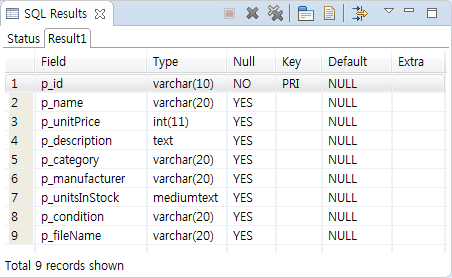 SQL Results
Status Result1
Field Type Null Key Default Extra
1 p_id varchar(10) NO PRI NULL
2 p_name varchar(20) YES NULL
3 p_unitPrice int(11) YES NULL
4 p_description text YES NULL
5 p_category varchar(20) YES NULL
6 p_manufacturer varchar(20) YES NULL
7 p_unitsInStock mediumtext YES NULL
8 p_condition varchar(20) YES NULL
9 p_fileName varchar(20) YES NULL
Total 9 records shown